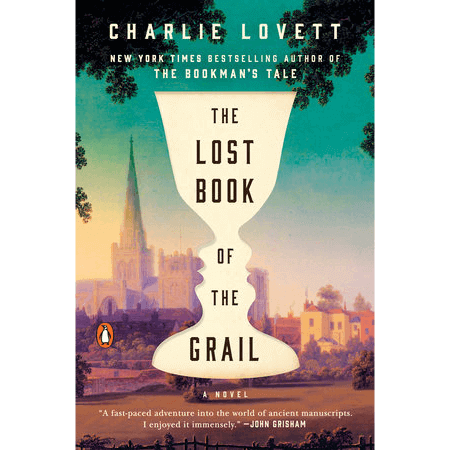 CHARLIE LOVETT
NEW YORK TIMES BESTSELLING AUTHOR OF
THE BOOKMAN'S TALE
THE
LOST
BOOK
OF
THE
GRAIL
A NOVEL
"A fast-paced adventure into the world of ancient manuscripts.
I enjoyed it immensely." —JOHN GRISHAM